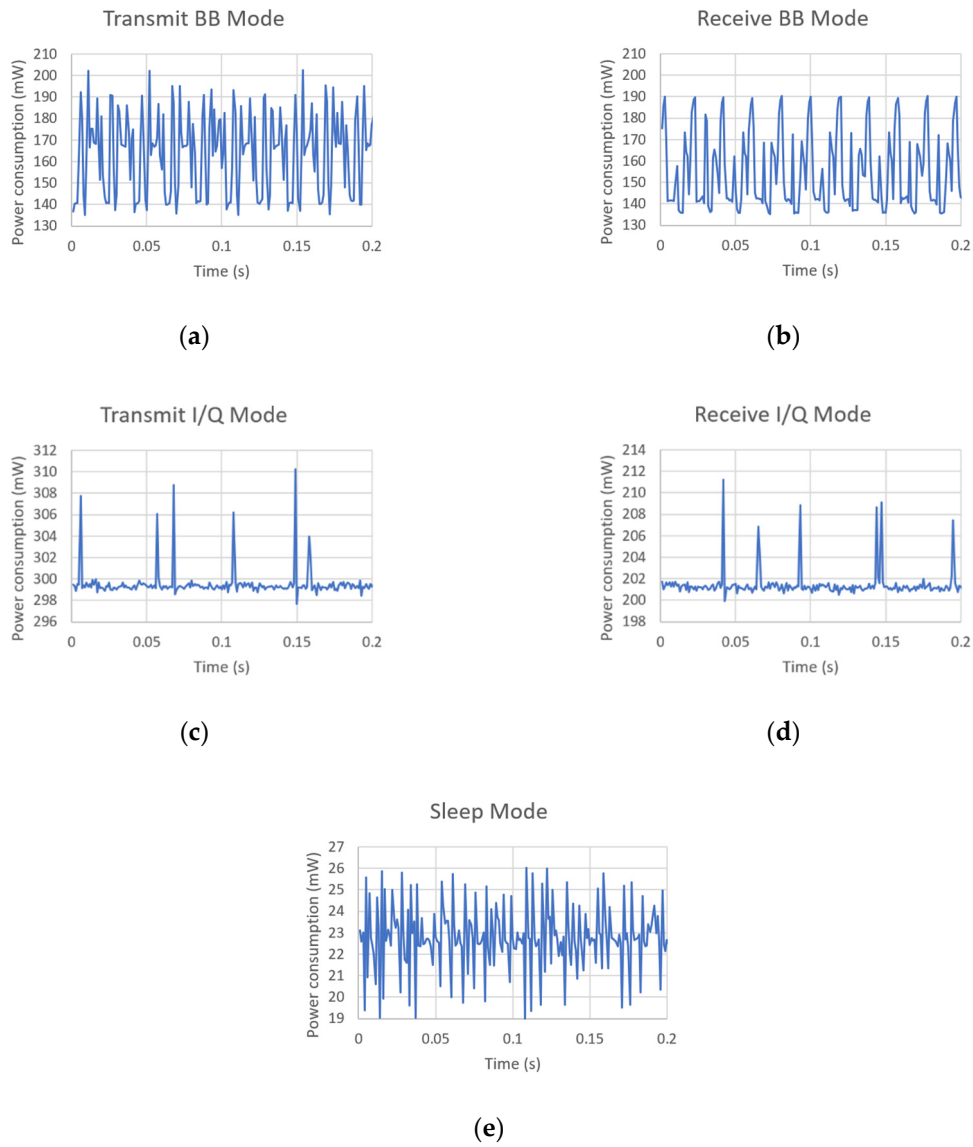 Transmit BB Mode
Power consumption (mW)
210
200
190
180
170
160
150
140
130
0 0.05 0.1 0.15 0.2
Time (s)
(a)
Receive BB Mode
Power consumption (mW)
210
200
190
180
170
160
150
140
130
0 0.05 0.1 0.15 0.2
Time (s)
(b)
Transmit I/Q Mode
Power consumption (mW)
312
310
308
306
304
302
300
298
296
0 0.05 0.1 0.15 0.2
Time (s)
(c)
Receive I/Q Mode
Power consumption (mW)
214
212
210
208
206
204
202
200
198
0 0.05 0.1 0.15 0.2
Time (s)
(d)
Sleep Mode
Power consumption (mW)
27
26
25
24
23
22
21
20
19
0 0.05 0.1 0.15 0.2
Time (s)
(e)